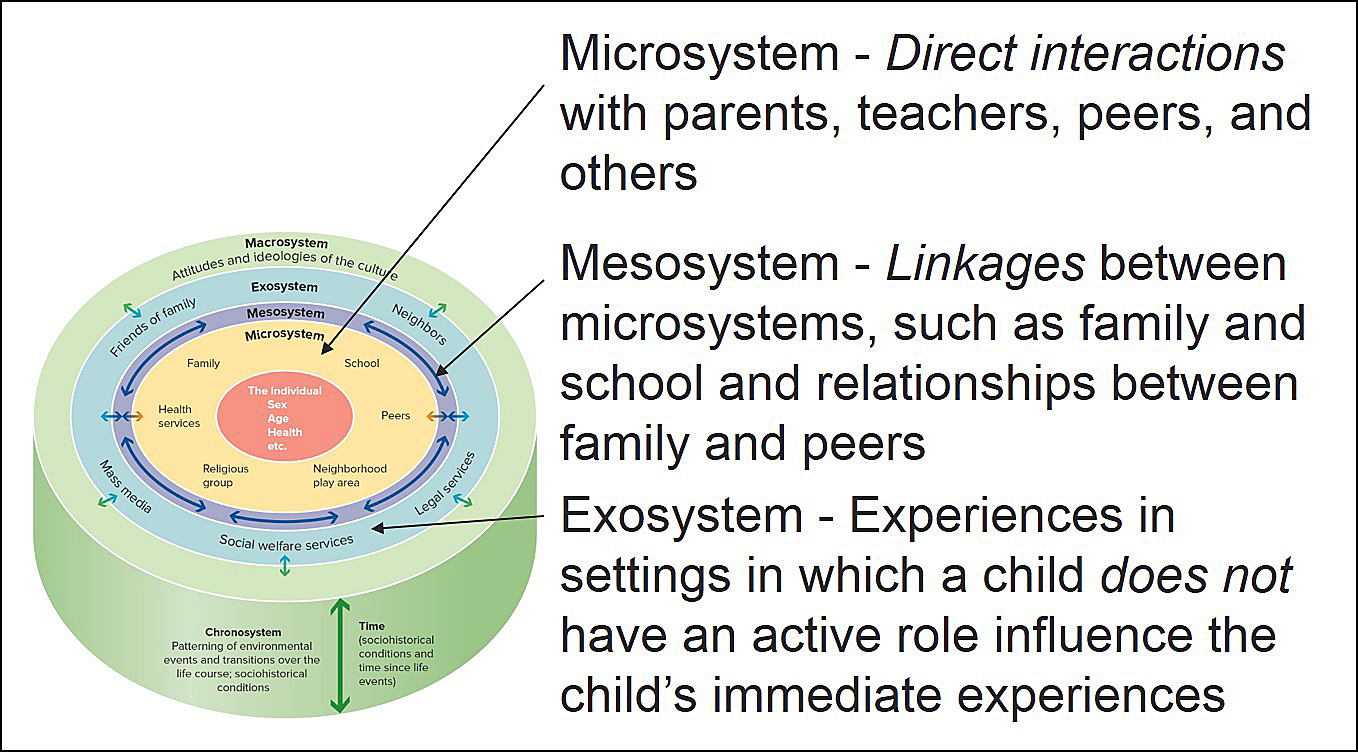 Microsystem - Direct interactions
with parents, teachers, peers, and
others
Mesosystem - Linkages between
microsystems, such as family and
school and relationships between
family and peers
Exosystem - Experiences in
settings in which a child does not
have an active role influence the
child's immediate experiences
Macrosystem
Attitudes and ideologies of the culture
Exosystem
Friends of family
Neighbors
Mesosystem
Microsystem
Family
School
The individual
Sex
Age
Health
etc.
Health
services
Peers
Religious
group
Neighborhood
play area
Mass media
Legal services
Social welfare services
Chronosystem
Patterning of environmental
events and transitions over the
life course; sociohistorical
conditions
Time
(sociohistorical
conditions and
time since life
events)